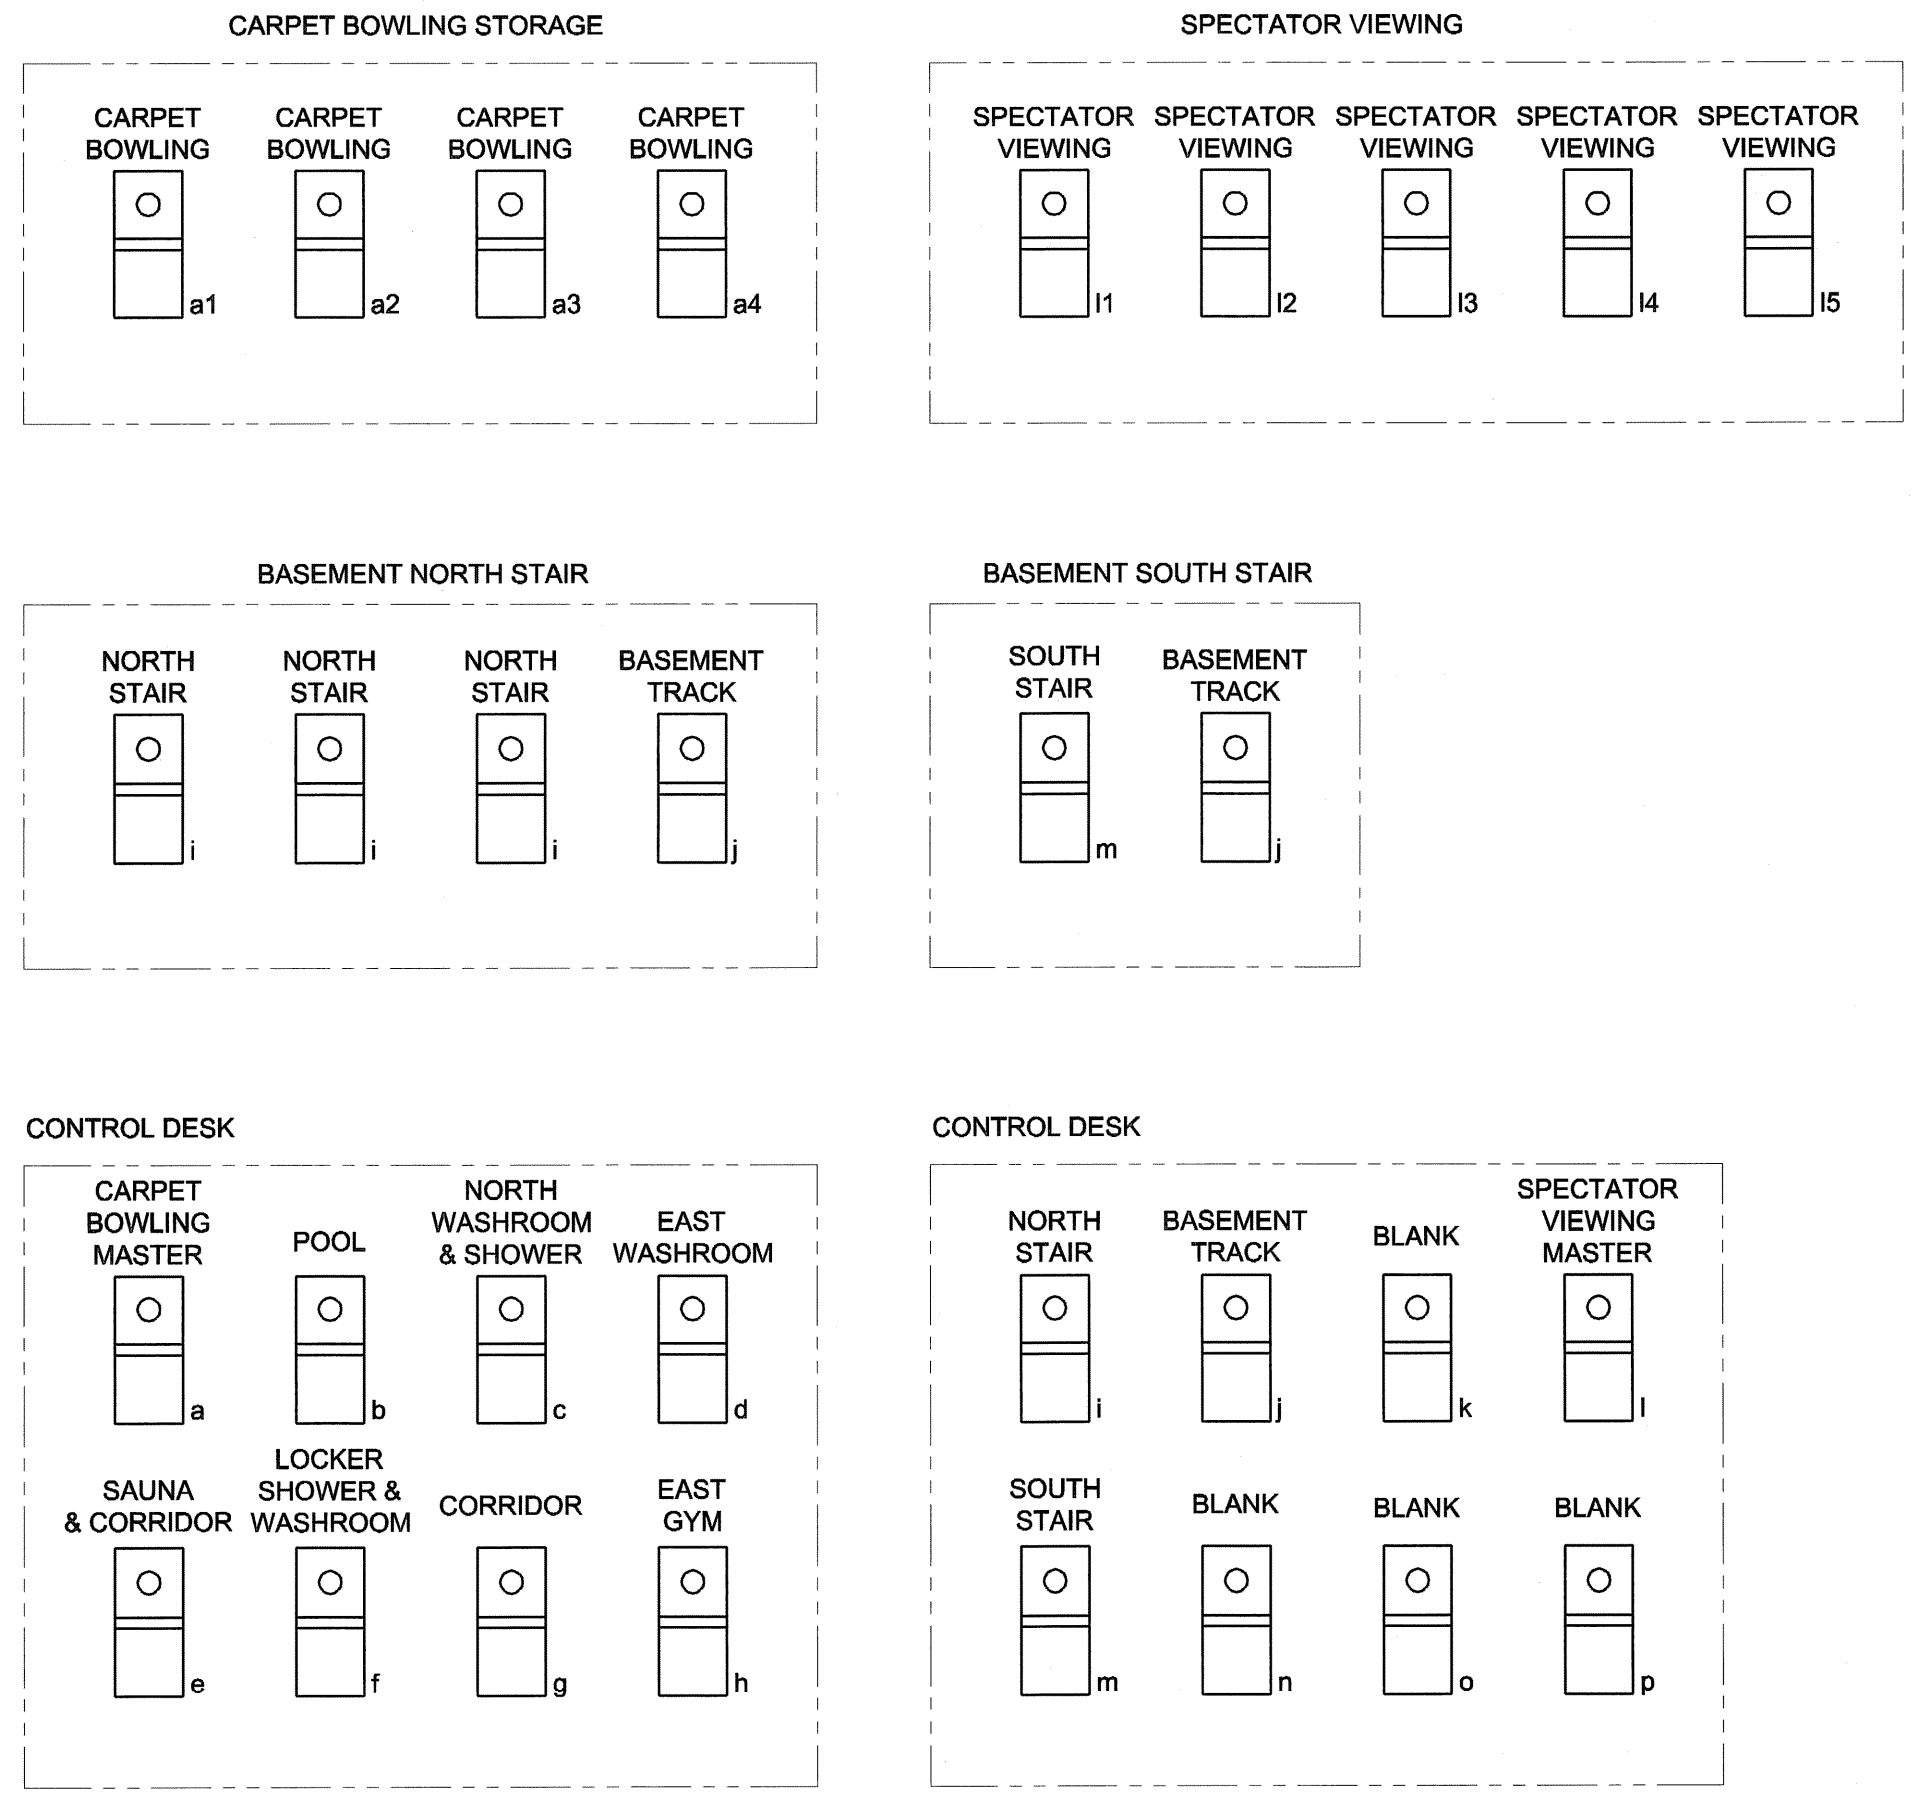 CARPET BOWLING STORAGE
CARPET BOWLING
CARPET BOWLING
CARPET BOWLING
CARPET BOWLING
a1
a2
a3
a4
SPECTATOR VIEWING
SPECTATOR VIEWING
SPECTATOR VIEWING
SPECTATOR VIEWING
SPECTATOR VIEWING
SPECTATOR VIEWING
l1
l2
l3
l4
l5
BASEMENT NORTH STAIR
NORTH
STAIR
NORTH
STAIR
NORTH
STAIR
BASEMENT
TRACK
i
i
i
j
BASEMENT SOUTH STAIR
SOUTH
STAIR
BASEMENT
TRACK
m
j
CONTROL DESK
CARPET
BOWLING
MASTER
POOL
NORTH
WASHROOM
& SHOWER
EAST
WASHROOM
a
b
c
d
SAUNA
& CORRIDOR
LOCKER
SHOWER &
WASHROOM
CORRIDOR
EAST
GYM
e
f
g
h
CONTROL DESK
NORTH
STAIR
BASEMENT
TRACK
BLANK
SPECTATOR
VIEWING
MASTER
i
j
k
l
SOUTH
STAIR
BLANK
BLANK
BLANK
m
n
o
p